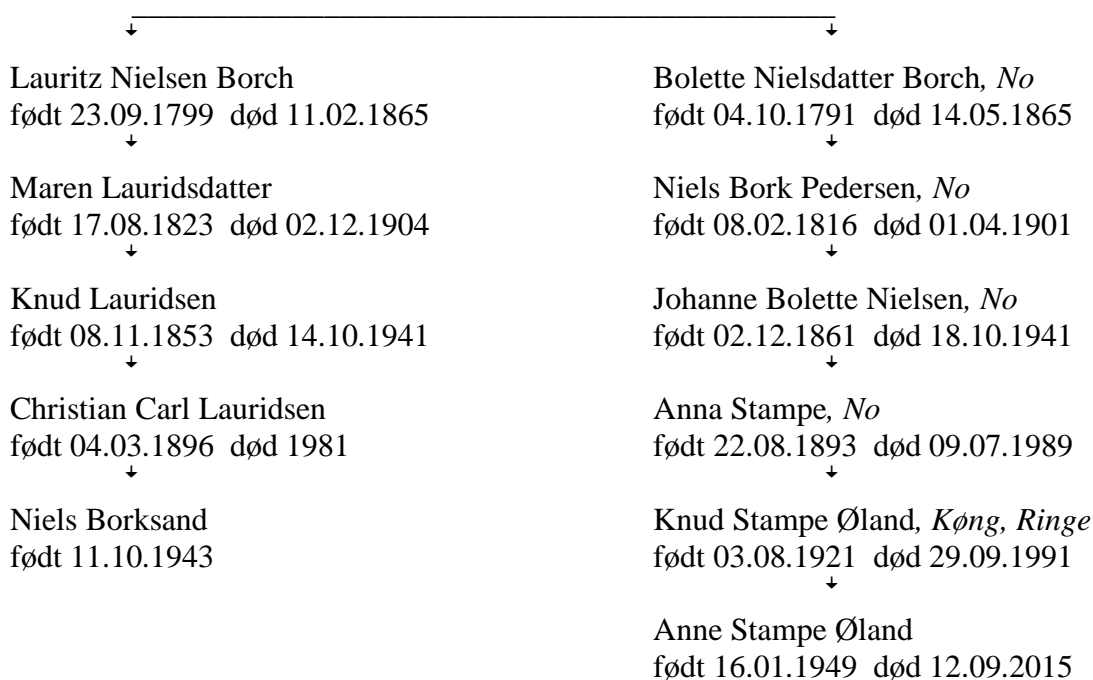 Lauritz Nielsen Borch
født 23.09.1799 død 11.02.1865
Maren Lauridsdatter
født 17.08.1823 død 02.12.1904
Knud Lauridsen
født 08.11.1853 død 14.10.1941
Christian Carl Lauridsen
født 04.03.1896 død 1981
Niels Borksand
født 11.10.1943
Bolette Nielsdatter Borch, No
født 04.10.1791 død 14.05.1865
Niels Bork Pedersen, No
født 08.02.1816 død 01.04.1901
Johanne Bolette Nielsen, No
født 02.12.1861 død 18.10.1941
Anna Stampe, No
født 22.08.1893 død 09.07.1989
Knud Stampe Øland, Køng, Ringe
født 03.08.1921 død 29.09.1991
Anne Stampe Øland
født 16.01.1949 død 12.09.2015